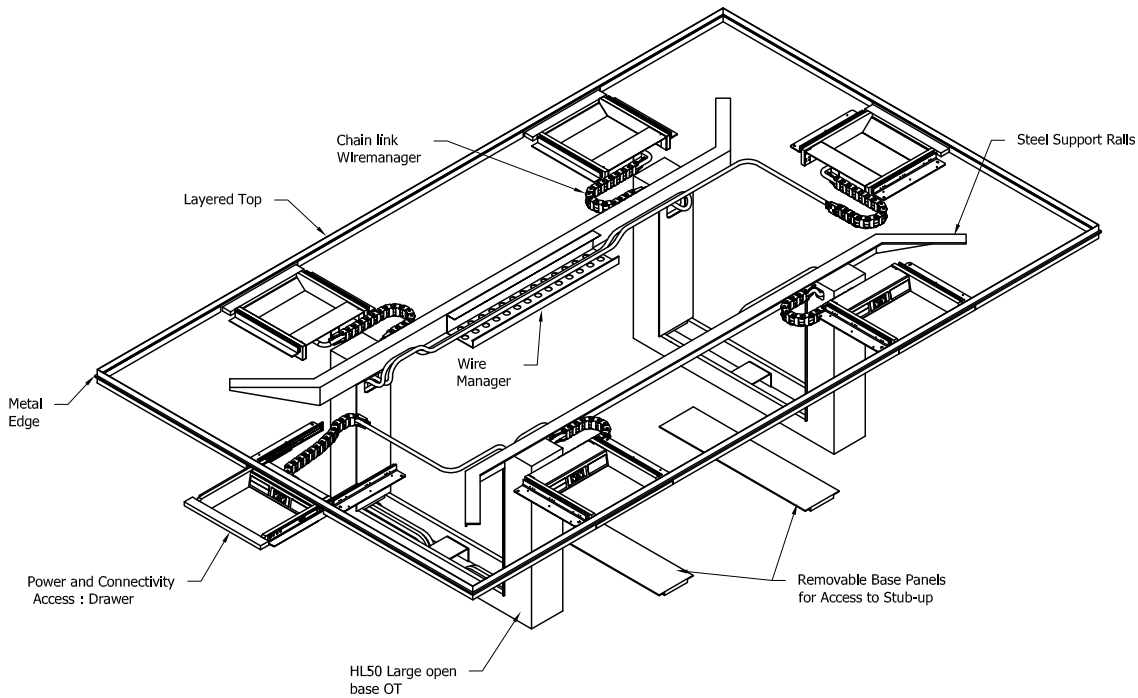 Chain link
Wiremanager
Steel Support Rails
Layered Top
Wire
Manager
Metal
Edge
Power and Connectivity
Access : Drawer
Removable Base Panels
for Access to Stub-up
HL50 Large open
base OT